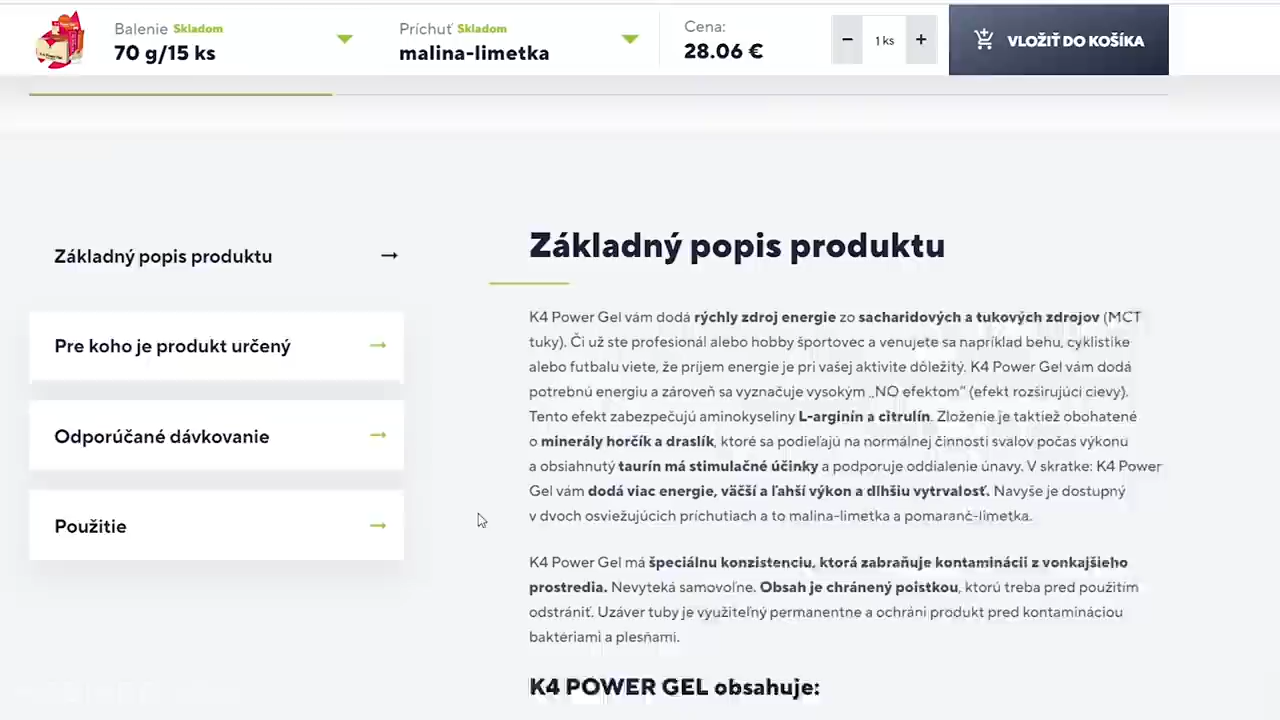 Balenie Skladom
70 g/15 ks
Príchuť Skladom
malina-limetka
Cena:
28.06 €
− 1 ks +
VLOŽIŤ DO KOŠÍKA
Základný popis produktu →
Pre koho je produkt určený →
Odporúčané dávkovanie →
Použitie →
Základný popis produktu
K4 Power Gel vám dodá rýchly zdroj energie zo sacharidových a tukových zdrojov (MCT
tuky). Či už ste profesionál alebo hobby športovec a venujete sa napríklad behu, cyklistike
alebo futbalu viete, že príjem energie je pri vašej aktivite dôležitý. K4 Power Gel vám dodá
potrebnú energiu a zároveň sa vyznačuje vysokým „NO efektom“ (efekt rozširujúci cievy).
Tento efekt zabezpečujú aminokyseliny L-arginín a citrulín. Zloženie je taktiež obohatené
o minerály horčík a draslík, ktoré sa podieľajú na normálnej činnosti svalov počas výkonu
a obsiahnutý taurín má stimulačné účinky a podporuje oddialenie únavy. V skratke: K4 Power
Gel vám dodá viac energie, väčší a ľahší výkon a dlhšiu vytrvalosť. Navyše je dostupný
v dvoch osviežujúcich príchutiach a to malina-limetka a pomaranč-limetka.
K4 Power Gel má špeciálnu konzistenciu, ktorá zabraňuje kontaminácii z vonkajšieho
prostredia. Nevyteká samovoľne. Obsah je chránený poistkou, ktorú treba pred použitím
odstrániť. Uzáver tuby je využiteľný permanentne a ochráni produkt pred kontamináciou
baktériami a plesňami.
K4 POWER GEL obsahuje: